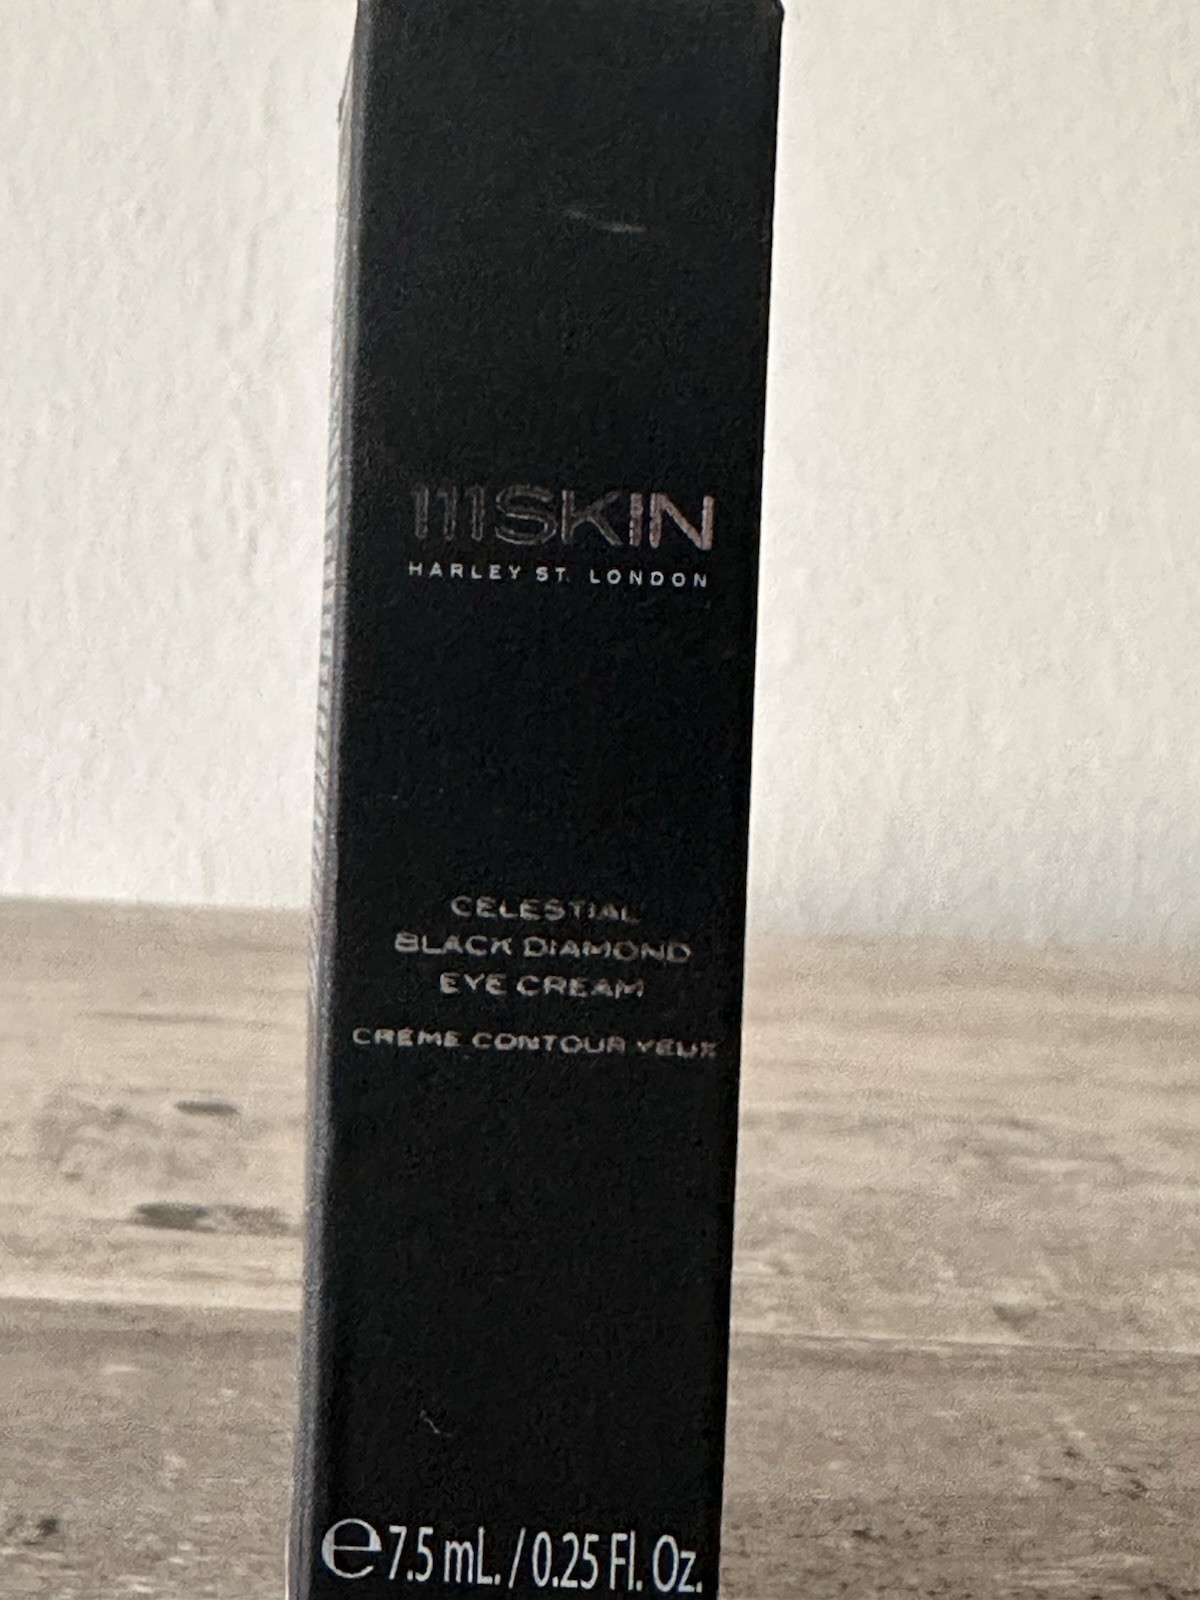 111SKIN
HARLEY ST. LONDON
CELESTIAL
BLACK DIAMOND
EYE CREAM
CRÈME CONTOUR YEUX
℮7.5 mL. / 0.25 Fl. Oz.